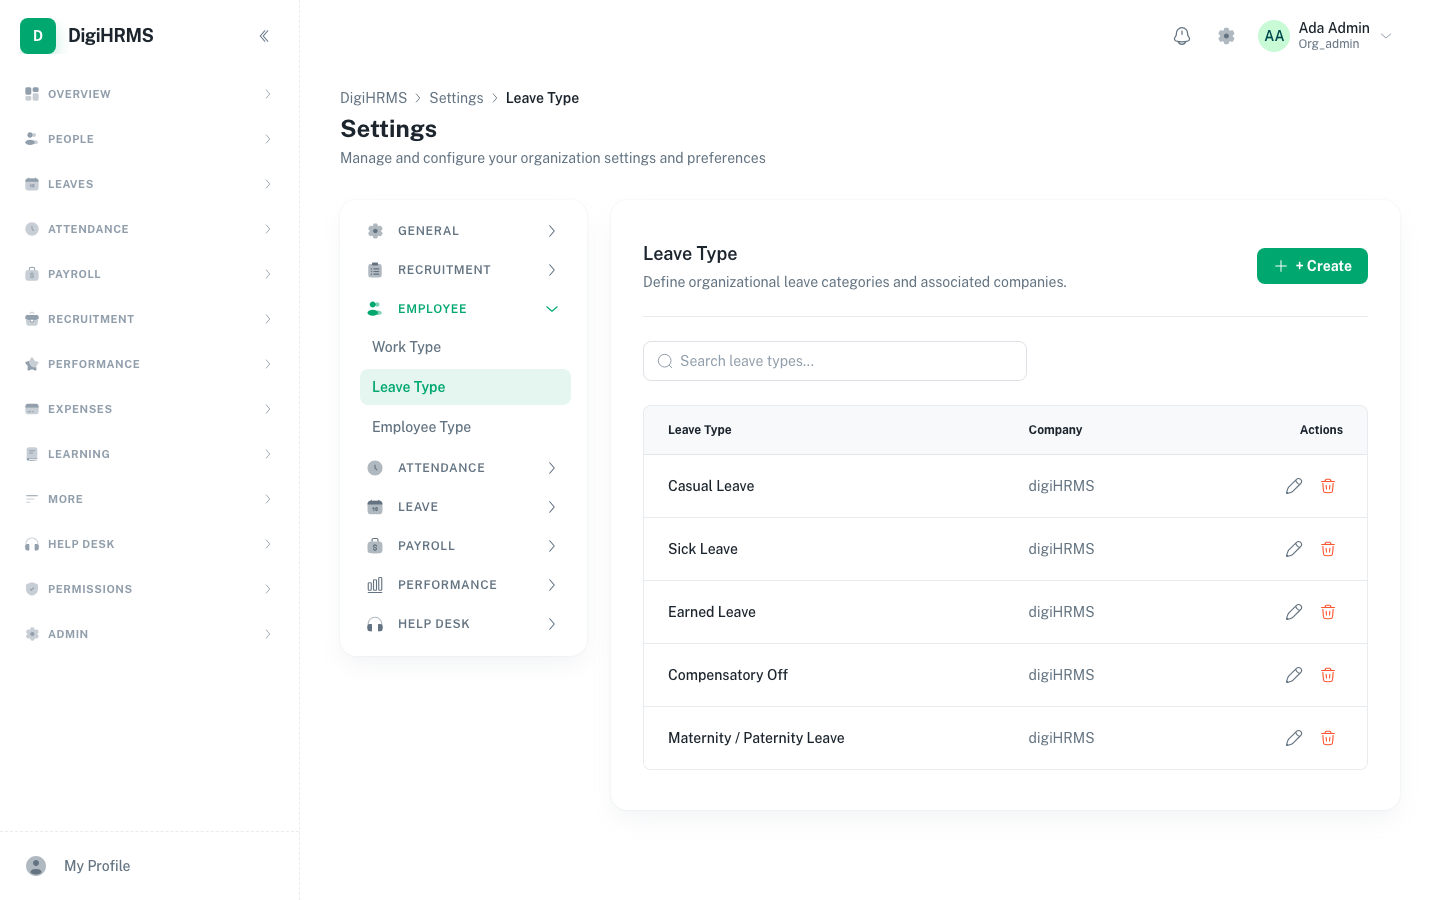 D DigiHRMS
OVERVIEW
PEOPLE
LEAVES
ATTENDANCE
PAYROLL
RECRUITMENT
PERFORMANCE
EXPENSES
LEARNING
MORE
HELP DESK
PERMISSIONS
ADMIN
My Profile
AA Ada Admin
Org_admin
DigiHRMS Settings Leave Type
Settings
Manage and configure your organization settings and preferences
GENERAL
RECRUITMENT
EMPLOYEE
Work Type
Leave Type
Employee Type
ATTENDANCE
LEAVE
PAYROLL
PERFORMANCE
HELP DESK
Leave Type
Define organizational leave categories and associated companies.
+ Create
Search leave types...
Leave Type Company Actions
Casual Leave digiHRMS
Sick Leave digiHRMS
Earned Leave digiHRMS
Compensatory Off digiHRMS
Maternity / Paternity Leave digiHRMS